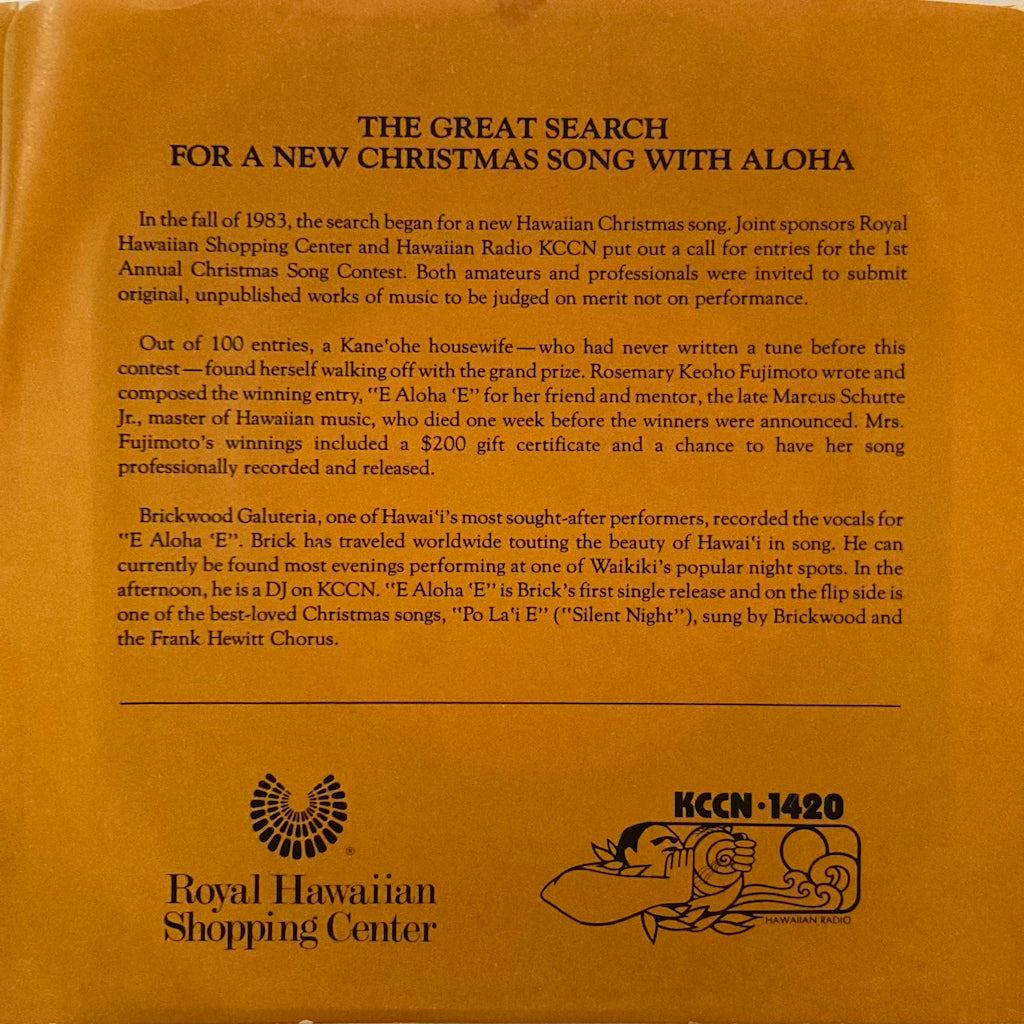 THE GREAT SEARCH
FOR A NEW CHRISTMAS SONG WITH ALOHA
In the fall of 1983, the search began for a new Hawaiian Christmas song. Joint sponsors Royal
Hawaiian Shopping Center and Hawaiian Radio KCCN put out a call for entries for the 1st
Annual Christmas Song Contest. Both amateurs and professionals were invited to submit
original, unpublished works of music to be judged on merit not on performance.
Out of 100 entries, a Kane'ohe housewife—who had never written a tune before this
contest—found herself walking off with the grand prize. Rosemary Keoho Fujimoto wrote and
composed the winning entry, "E Aloha 'E" for her friend and mentor, the late Marcus Schutte
Jr., master of Hawaiian music, who died one week before the winners were announced. Mrs.
Fujimoto's winnings included a $200 gift certificate and a chance to have her song
professionally recorded and released.
Brickwood Galuteria, one of Hawai'i's most sought-after performers, recorded the vocals for
"E Aloha 'E". Brick has traveled worldwide touting the beauty of Hawai'i in song. He can
currently be found most evenings performing at one of Waikiki's popular night spots. In the
afternoon, he is a DJ on KCCN. "E Aloha 'E" is Brick's first single release and on the flip side is
one of the best-loved Christmas songs, "Po La'i E" ("Silent Night"), sung by Brickwood and
the Frank Hewitt Chorus.
KCCN·1420
®
Royal Hawaiian
Shopping Center
HAWAIIAN RADIO